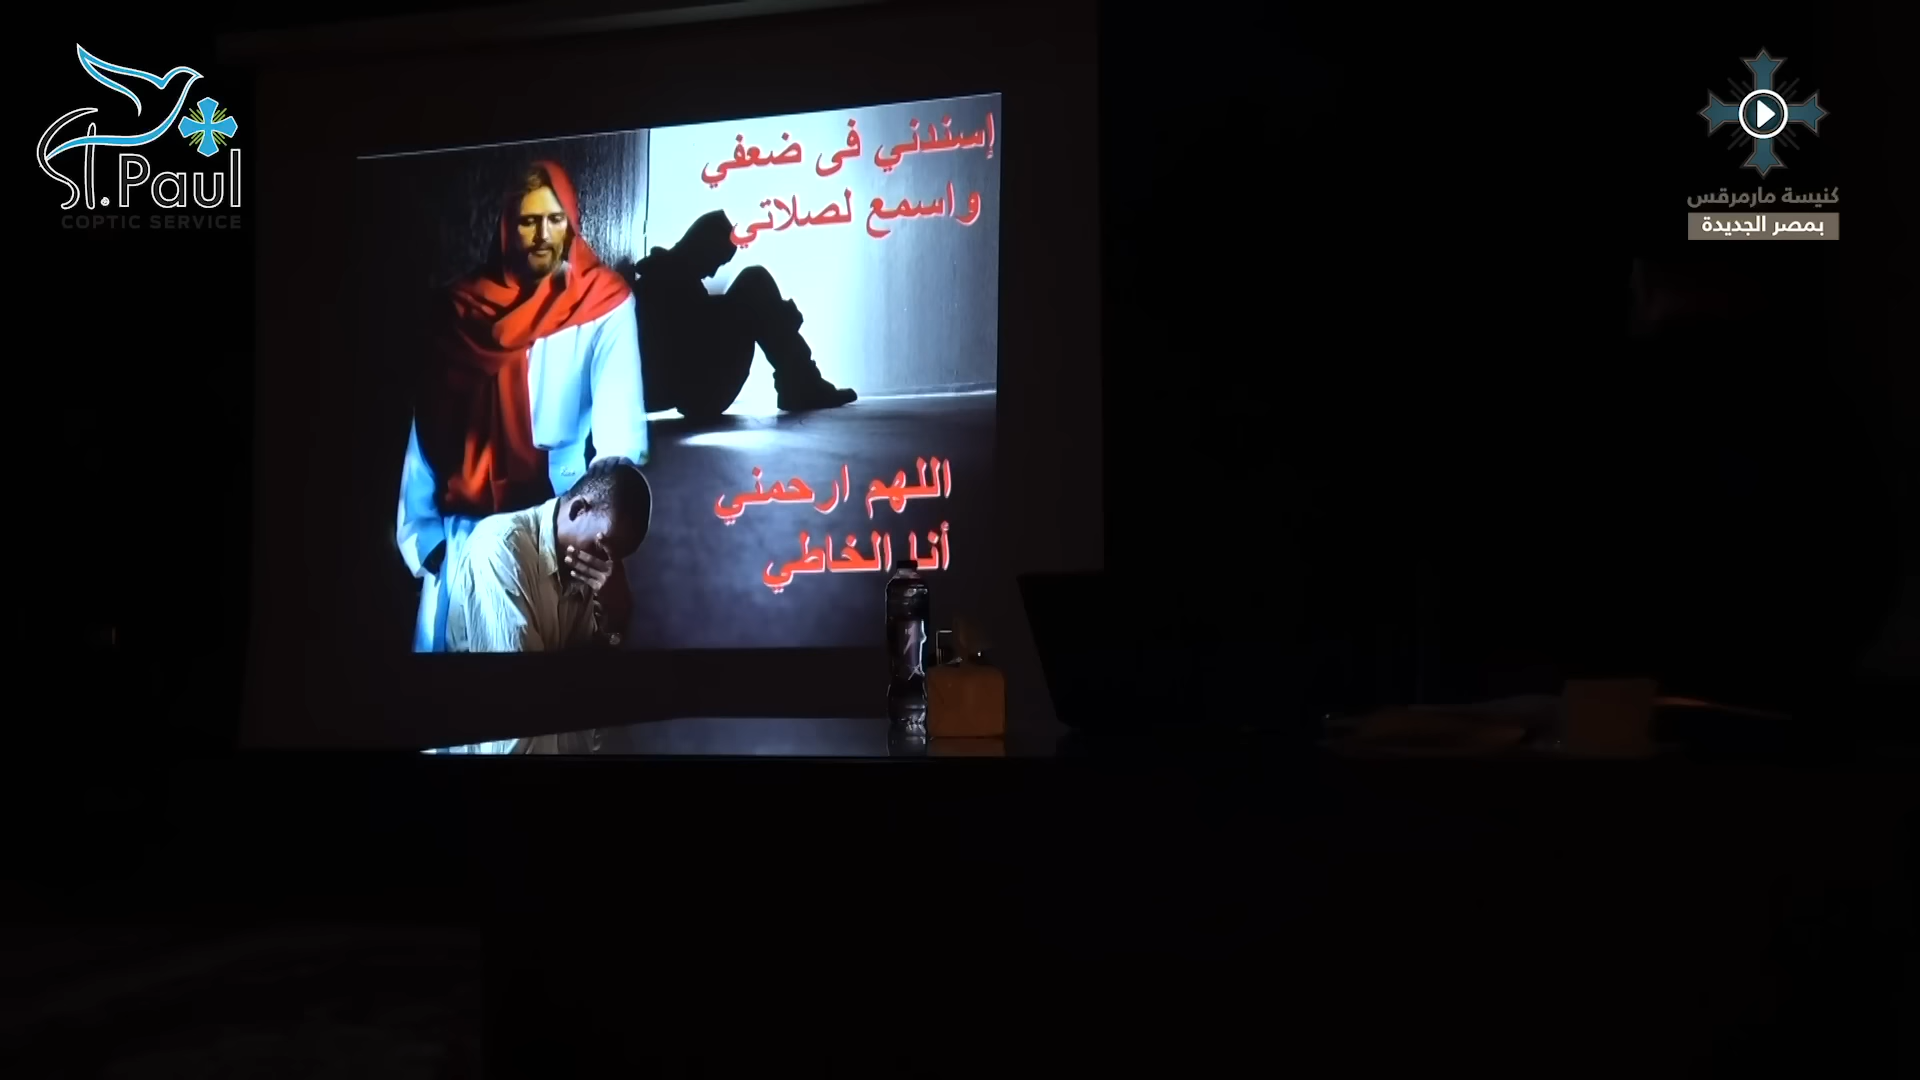 St. Paul
COPTIC SERVICE
كنيسة مارمرقس
بمصر الجديدة
إسندني فى ضعفي
واسمع لصلاتي
اللهم ارحمني
أنا الخاطي